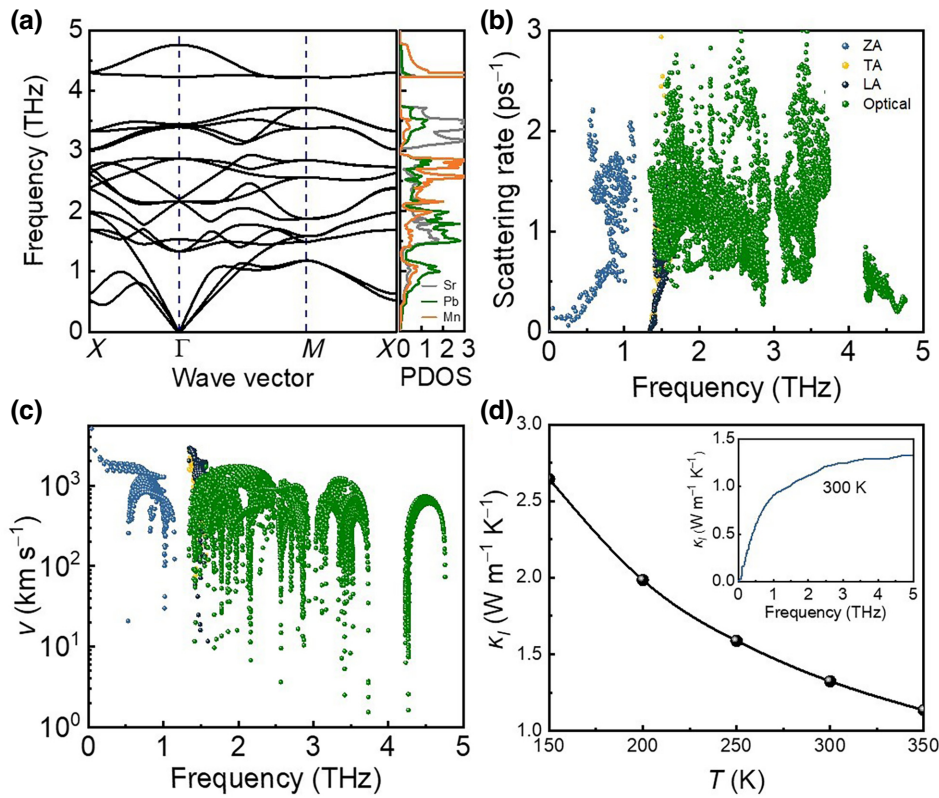 (a)
5
4
3
2
1
0
Frequency (THz)
X Γ M X
Wave vector
Sr
Pb
Mn
0 1 2 3
PDOS
(b)
3
2
1
0
Scattering rate (ps⁻¹)
ZA
TA
LA
Optical
0 1 2 3 4 5
Frequency (THz)
(c)
10³
10²
10¹
10⁰
v (km s⁻¹)
0 1 2 3 4 5
Frequency (THz)
(d)
3.0
2.5
2.0
1.5
1.0
κₗ (W m⁻¹ K⁻¹)
1.5
1.0
0.5
0.0
κₗ (W m⁻¹ K⁻¹)
300 K
0 1 2 3 4 5
Frequency (THz)
150 200 250 300 350
T (K)